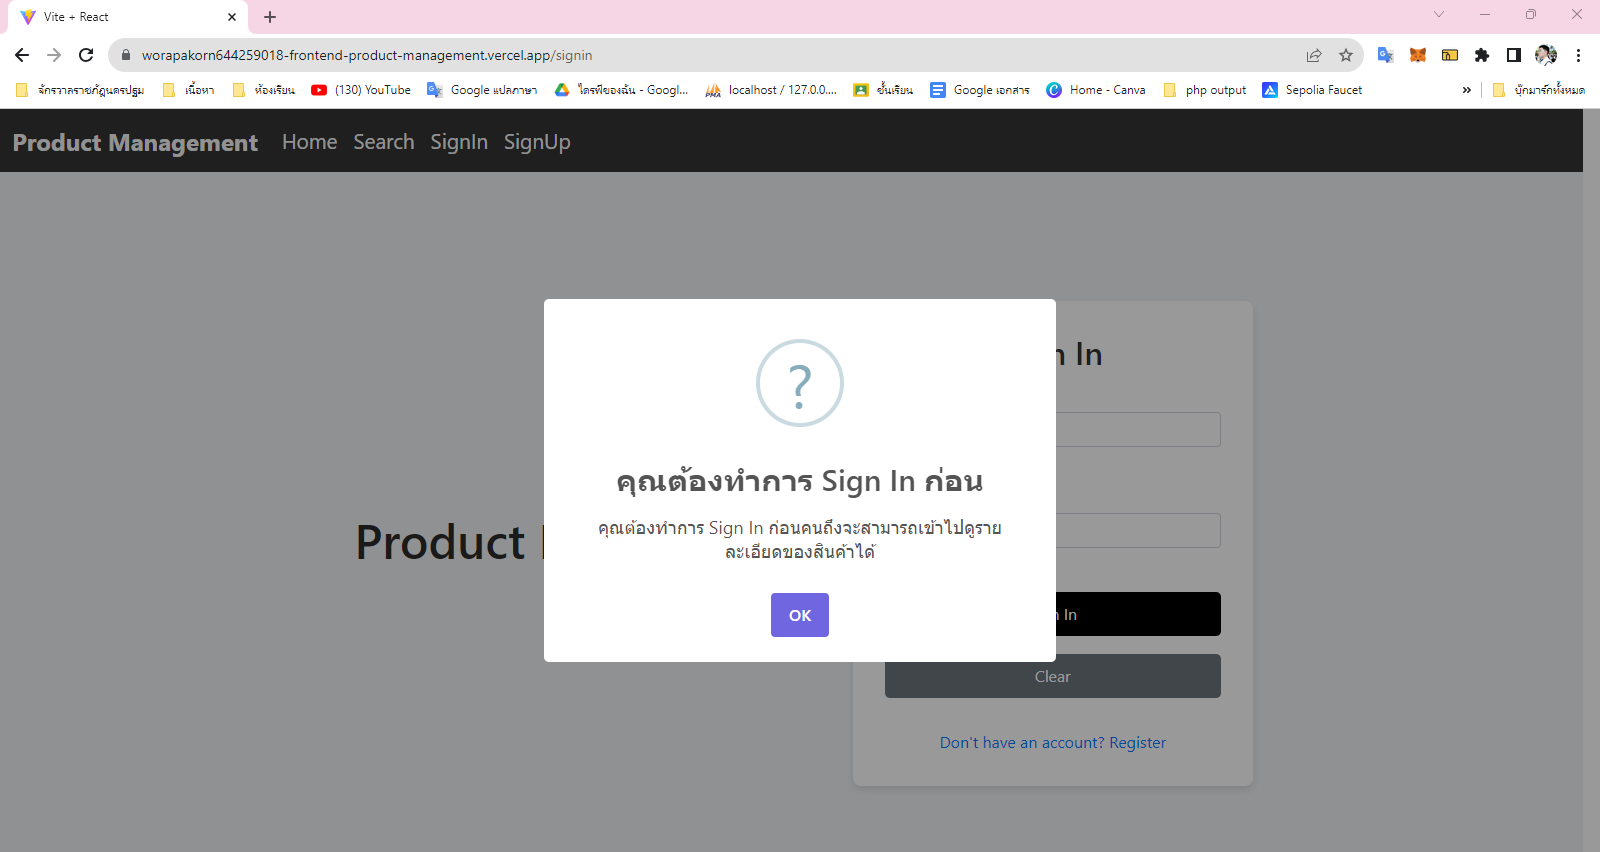 Vite + React
worapakorn644259018-frontend-product-management.vercel.app/signin
จักรวาลราชภัฏนครปฐม เนื้อหา ห้องเรียน (130) YouTube Google แปลภาษา ไดรฟ์ของฉัน - Googl... localhost / 127.0.0.... ชั้นเรียน Google เอกสาร Home - Canva php output Sepolia Faucet » บุ๊กมาร์กทั้งหมด
Product Management Home Search SignIn SignUp
n In
?
คุณต้องทำการ Sign In ก่อน
Product
คุณต้องทำการ Sign In ก่อนคนถึงจะสามารถเข้าไปดูราย
ละเอียดของสินค้าได้
OK
n In
Clear
Don't have an account? Register